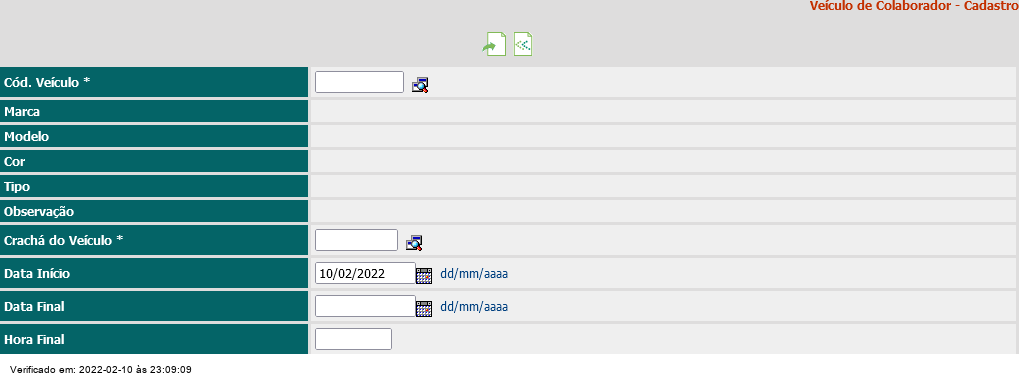 Veículo de Colaborador - Cadastro
Cód. Veículo *
Marca
Modelo
Cor
Tipo
Observação
Crachá do Veículo *
Data Início 10/02/2022 dd/mm/aaaa
Data Final dd/mm/aaaa
Hora Final
Verificado em: 2022-02-10 às 23:09:09